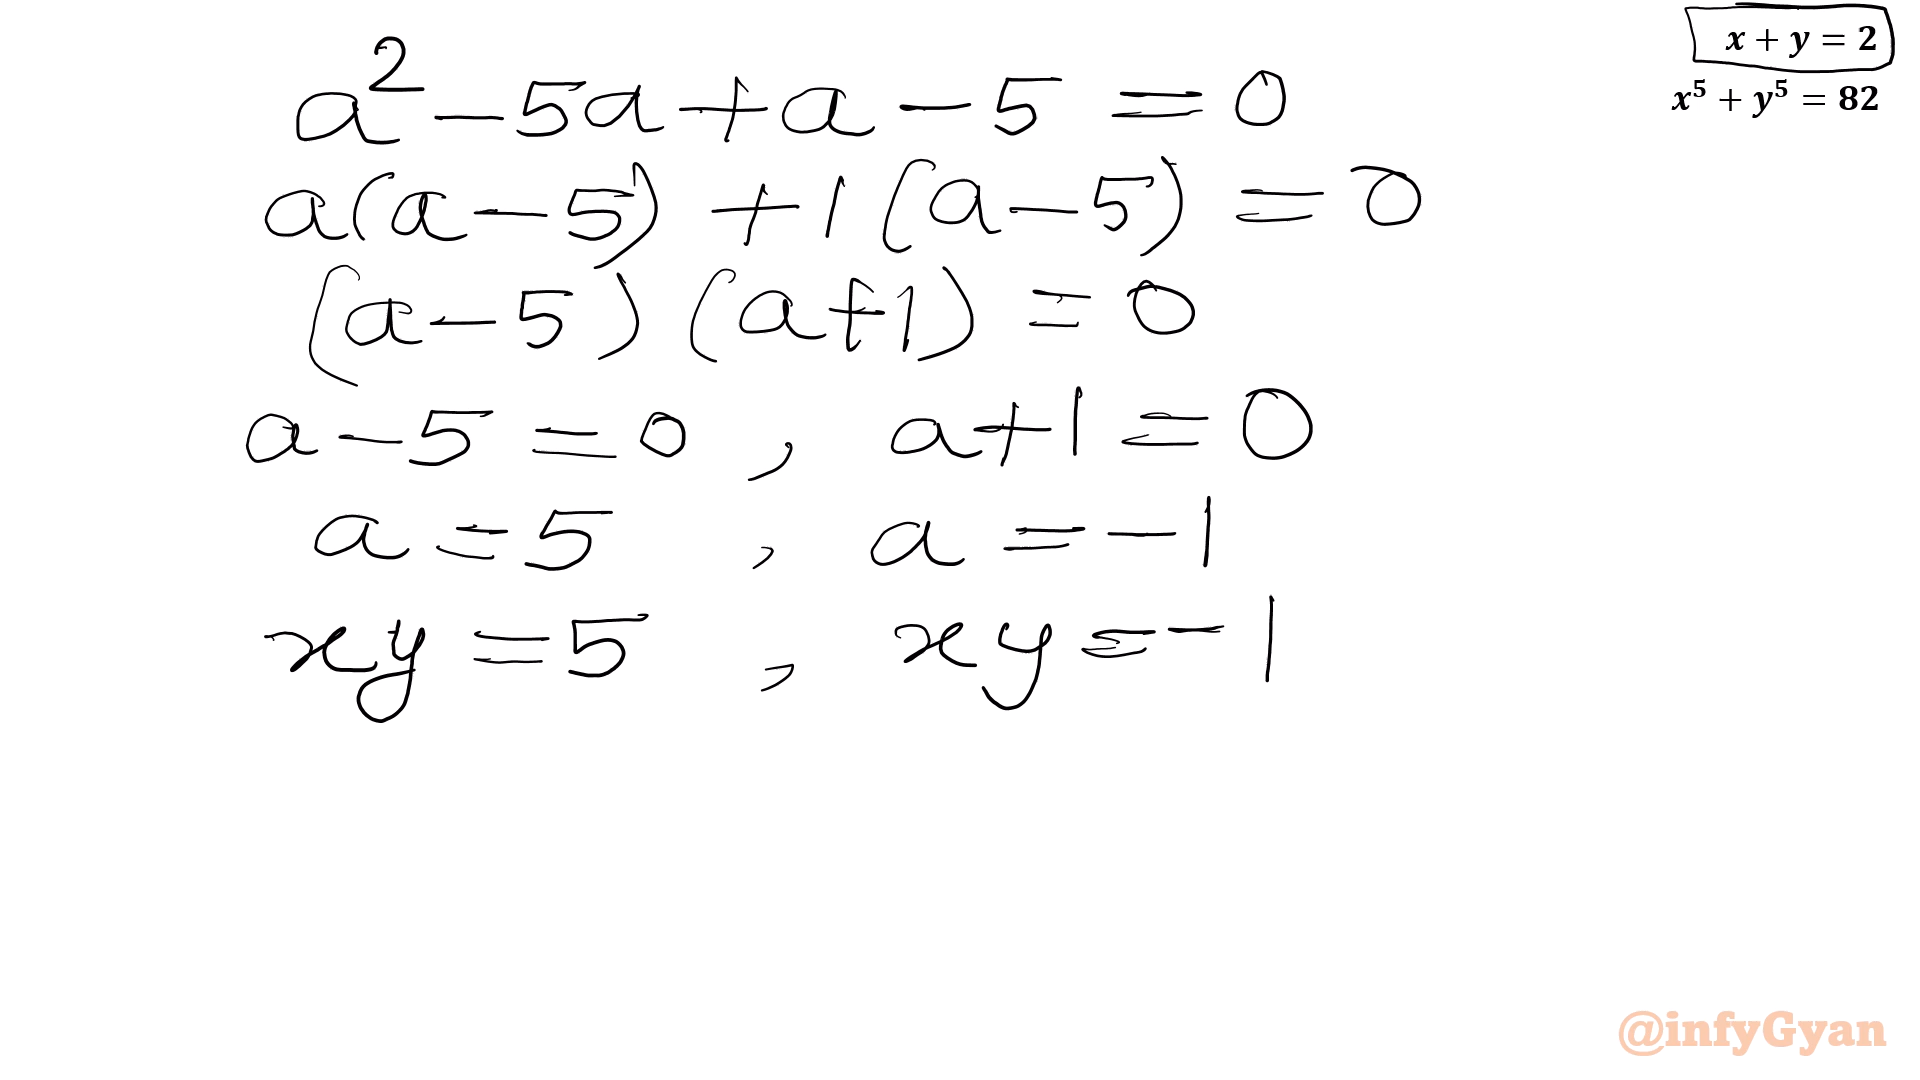 x + y = 2
x⁵ + y⁵ = 82
a² - 5a + a - 5 = 0
a(a - 5) + 1(a - 5) = 0
(a - 5)(a + 1) = 0
a - 5 = 0 , a + 1 = 0
a = 5 , a = -1
xy = 5 , xy = -1
@infyGyan